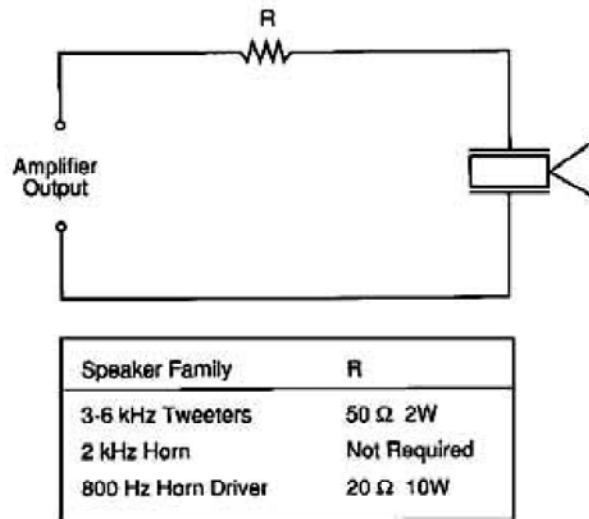 R
Amplifier
Output
Speaker Family R
3-6 kHz Tweeters 50 Ω 2W
2 kHz Horn Not Required
800 Hz Horn Driver 20 Ω 10W